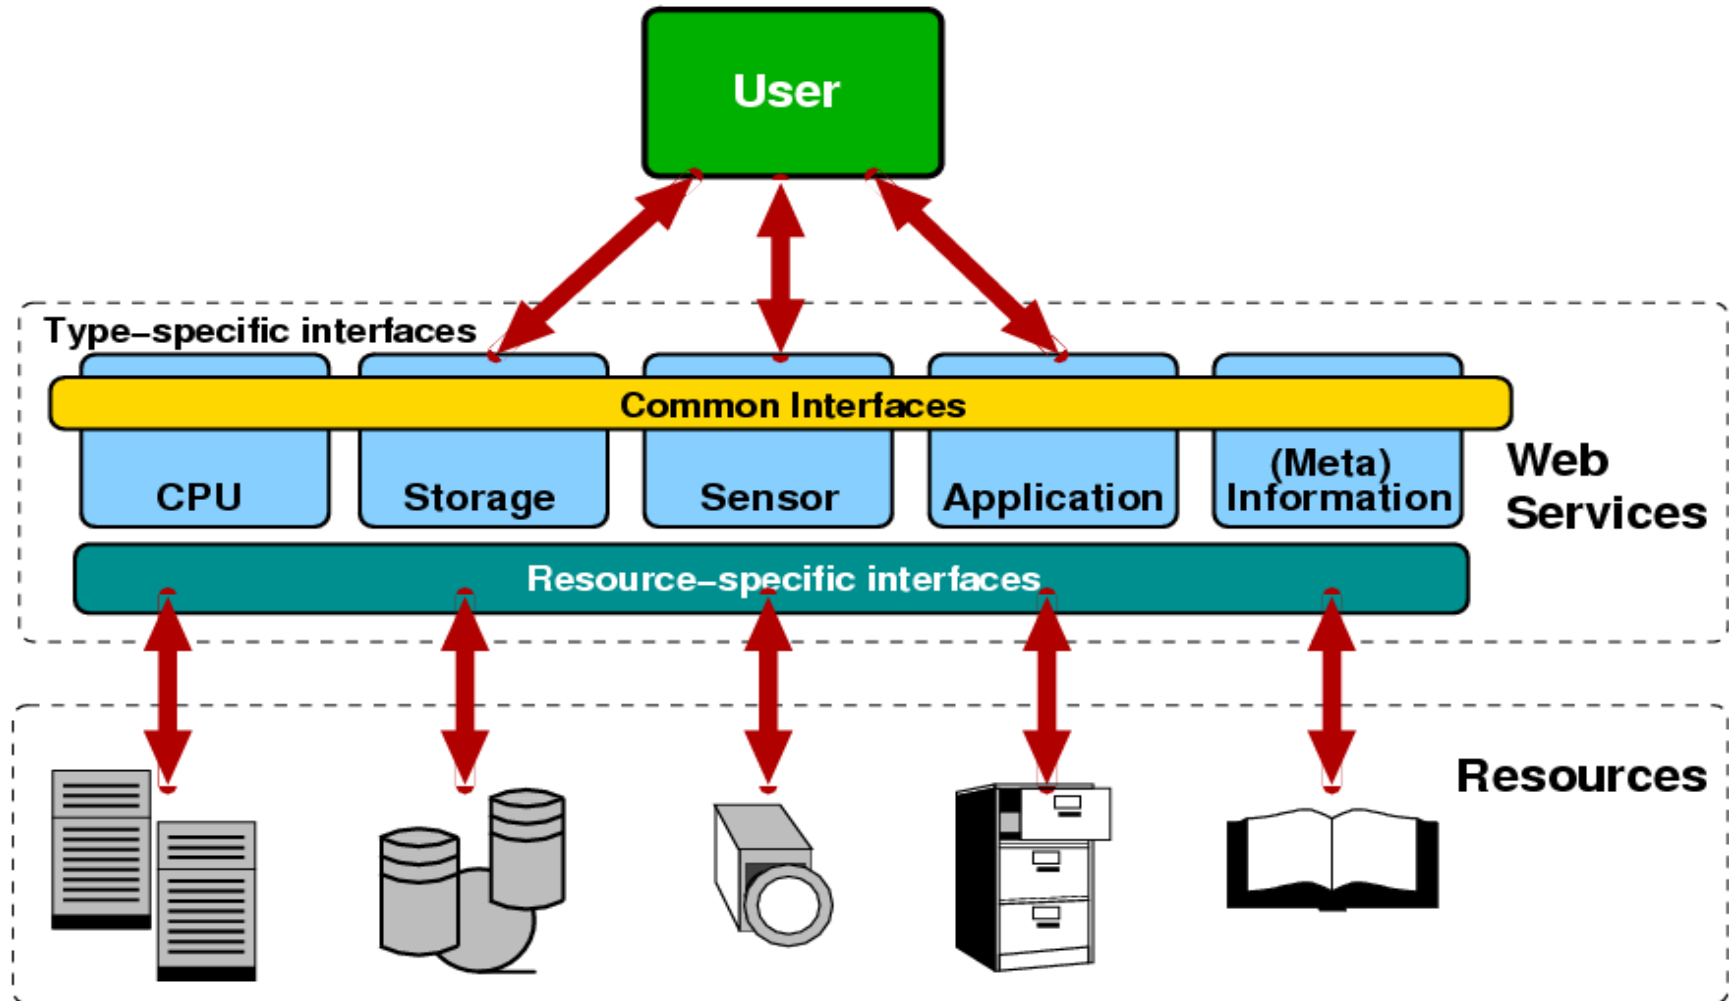 User
Type–specific interfaces
Common Interfaces
CPU
Storage
Sensor
Application
(Meta)
Information
Web
Services
Resource–specific interfaces
Resources